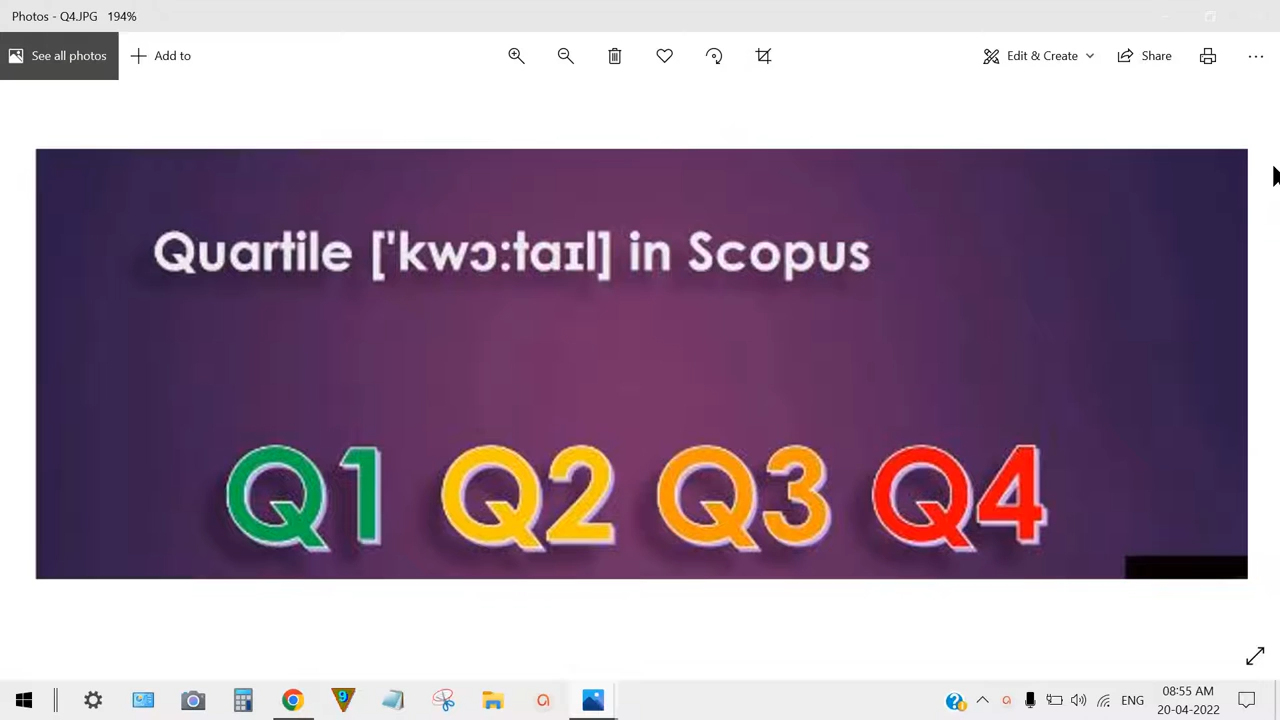 Photos - Q4.JPG   194%
See all photos
Add to
Edit & Create
Share
Quartile ['kwɔ:taɪl] in Scopus
Q1 Q2 Q3 Q4
9
ENG
08:55 AM
20-04-2022